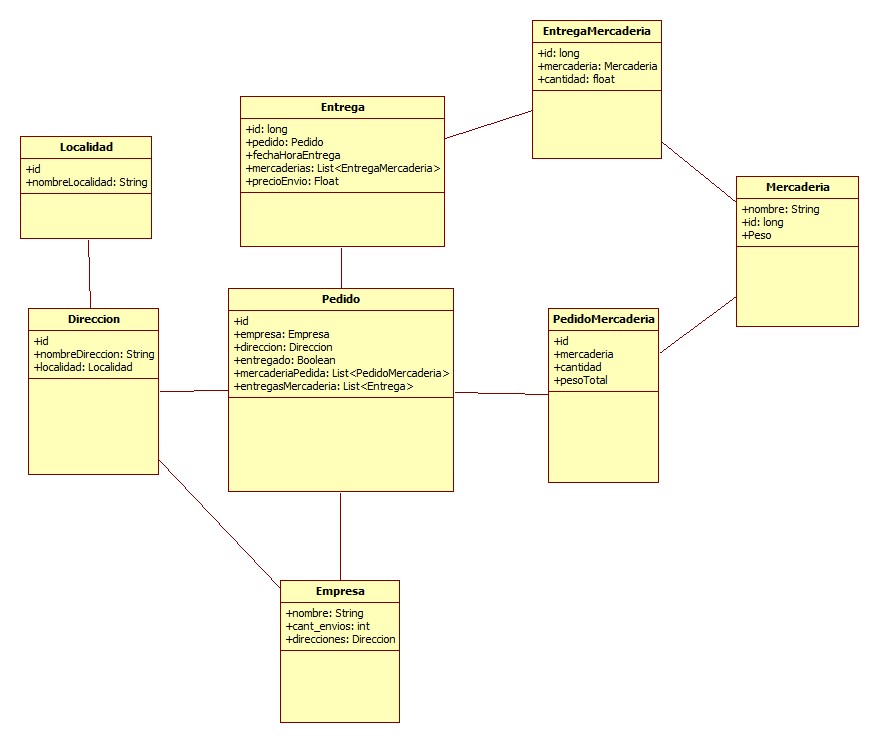 EntregaMercaderia
+id: long
+mercaderia: Mercaderia
+cantidad: float
Entrega
+id: long
+pedido: Pedido
+fechaHoraEntrega
+mercaderias: List<EntregaMercaderia>
+precioEnvio: Float
Localidad
+id
+nombreLocalidad: String
Mercaderia
+nombre: String
+id: long
+Peso
Direccion
+id
+nombreDireccion: String
+localidad: Localidad
Pedido
+id
+empresa: Empresa
+direccion: Direccion
+entregado: Boolean
+mercaderiaPedida: List<PedidoMercaderia>
+entregasMercaderia: List<Entrega>
PedidoMercaderia
+id
+mercaderia
+cantidad
+pesoTotal
Empresa
+nombre: String
+cant_envios: int
+direcciones: Direccion